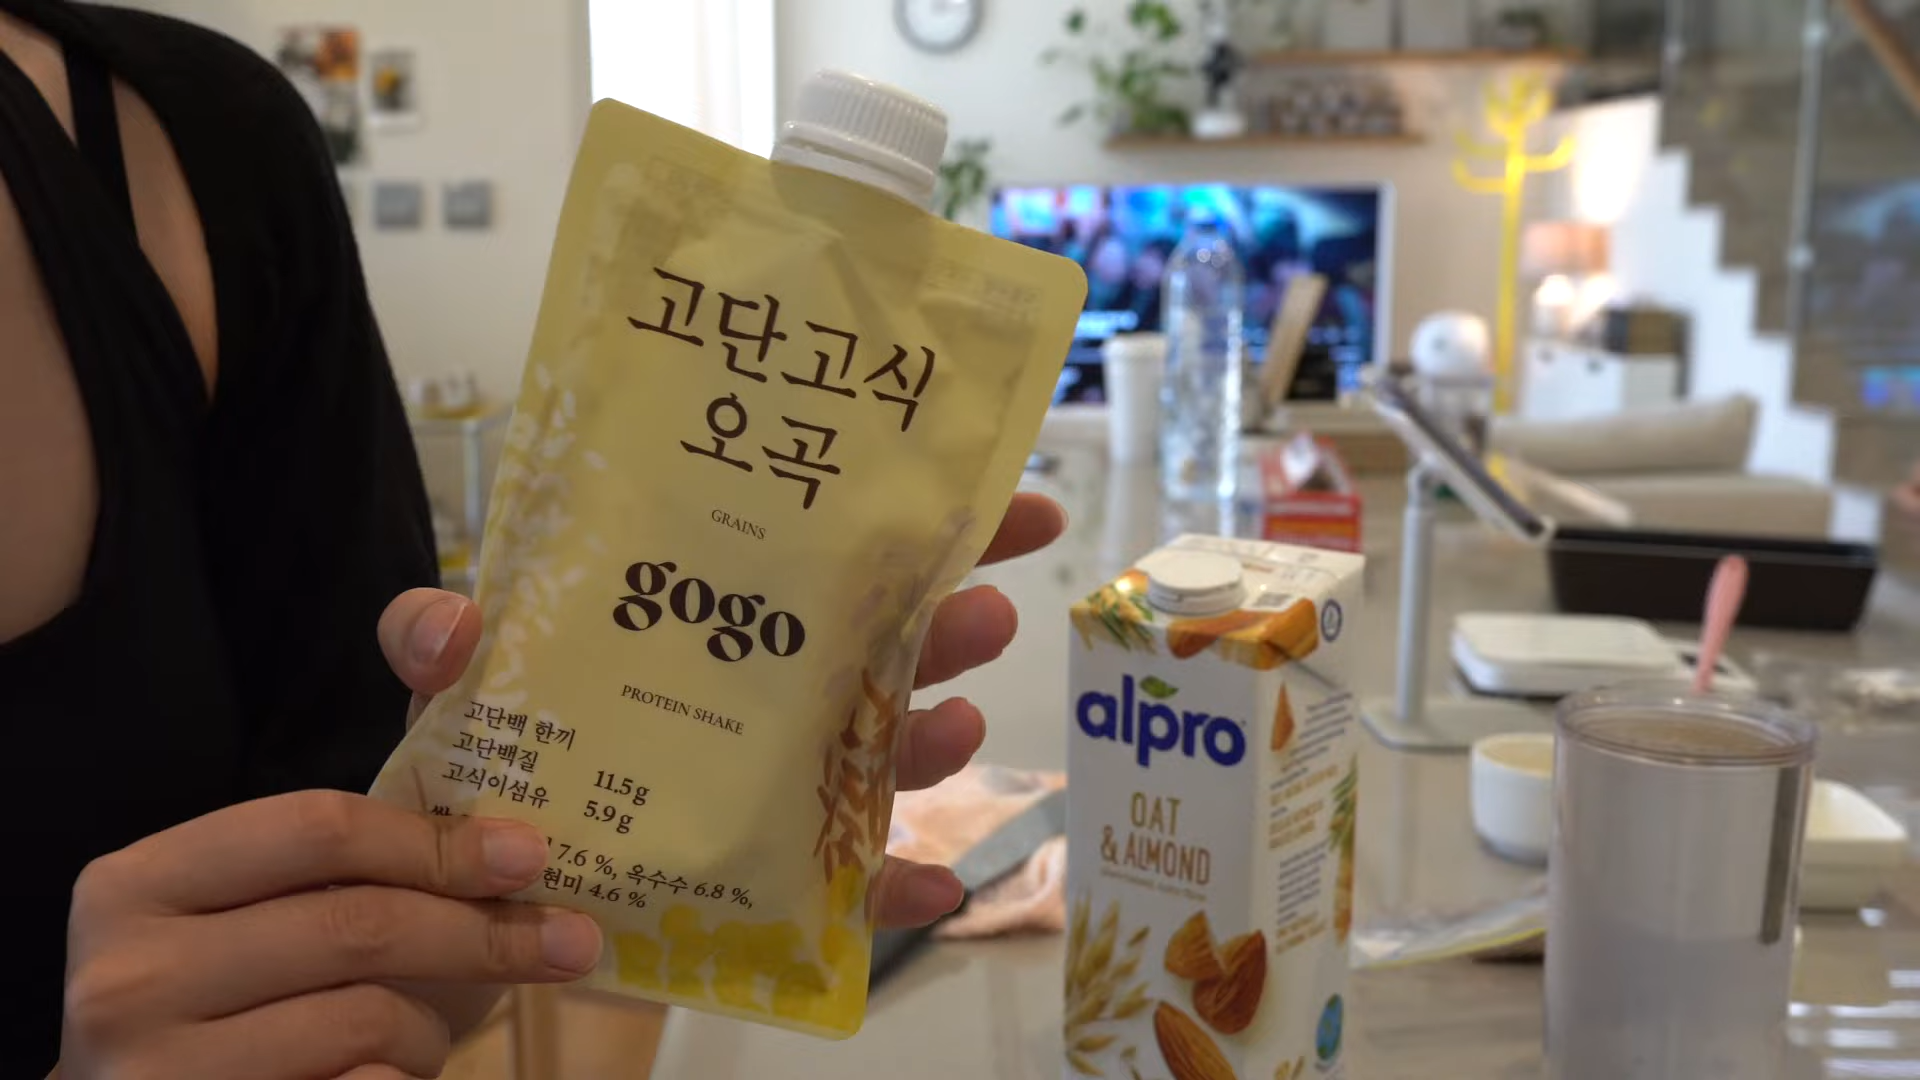 고단고식
오곡
GRAINS
gogo
PROTEIN SHAKE
고단백 한끼
고단백질 11.5g
고식이섬유 5.9g
7.6 %, 옥수수 6.8 %,
현미 4.6 %
alpro
OAT
& ALMOND